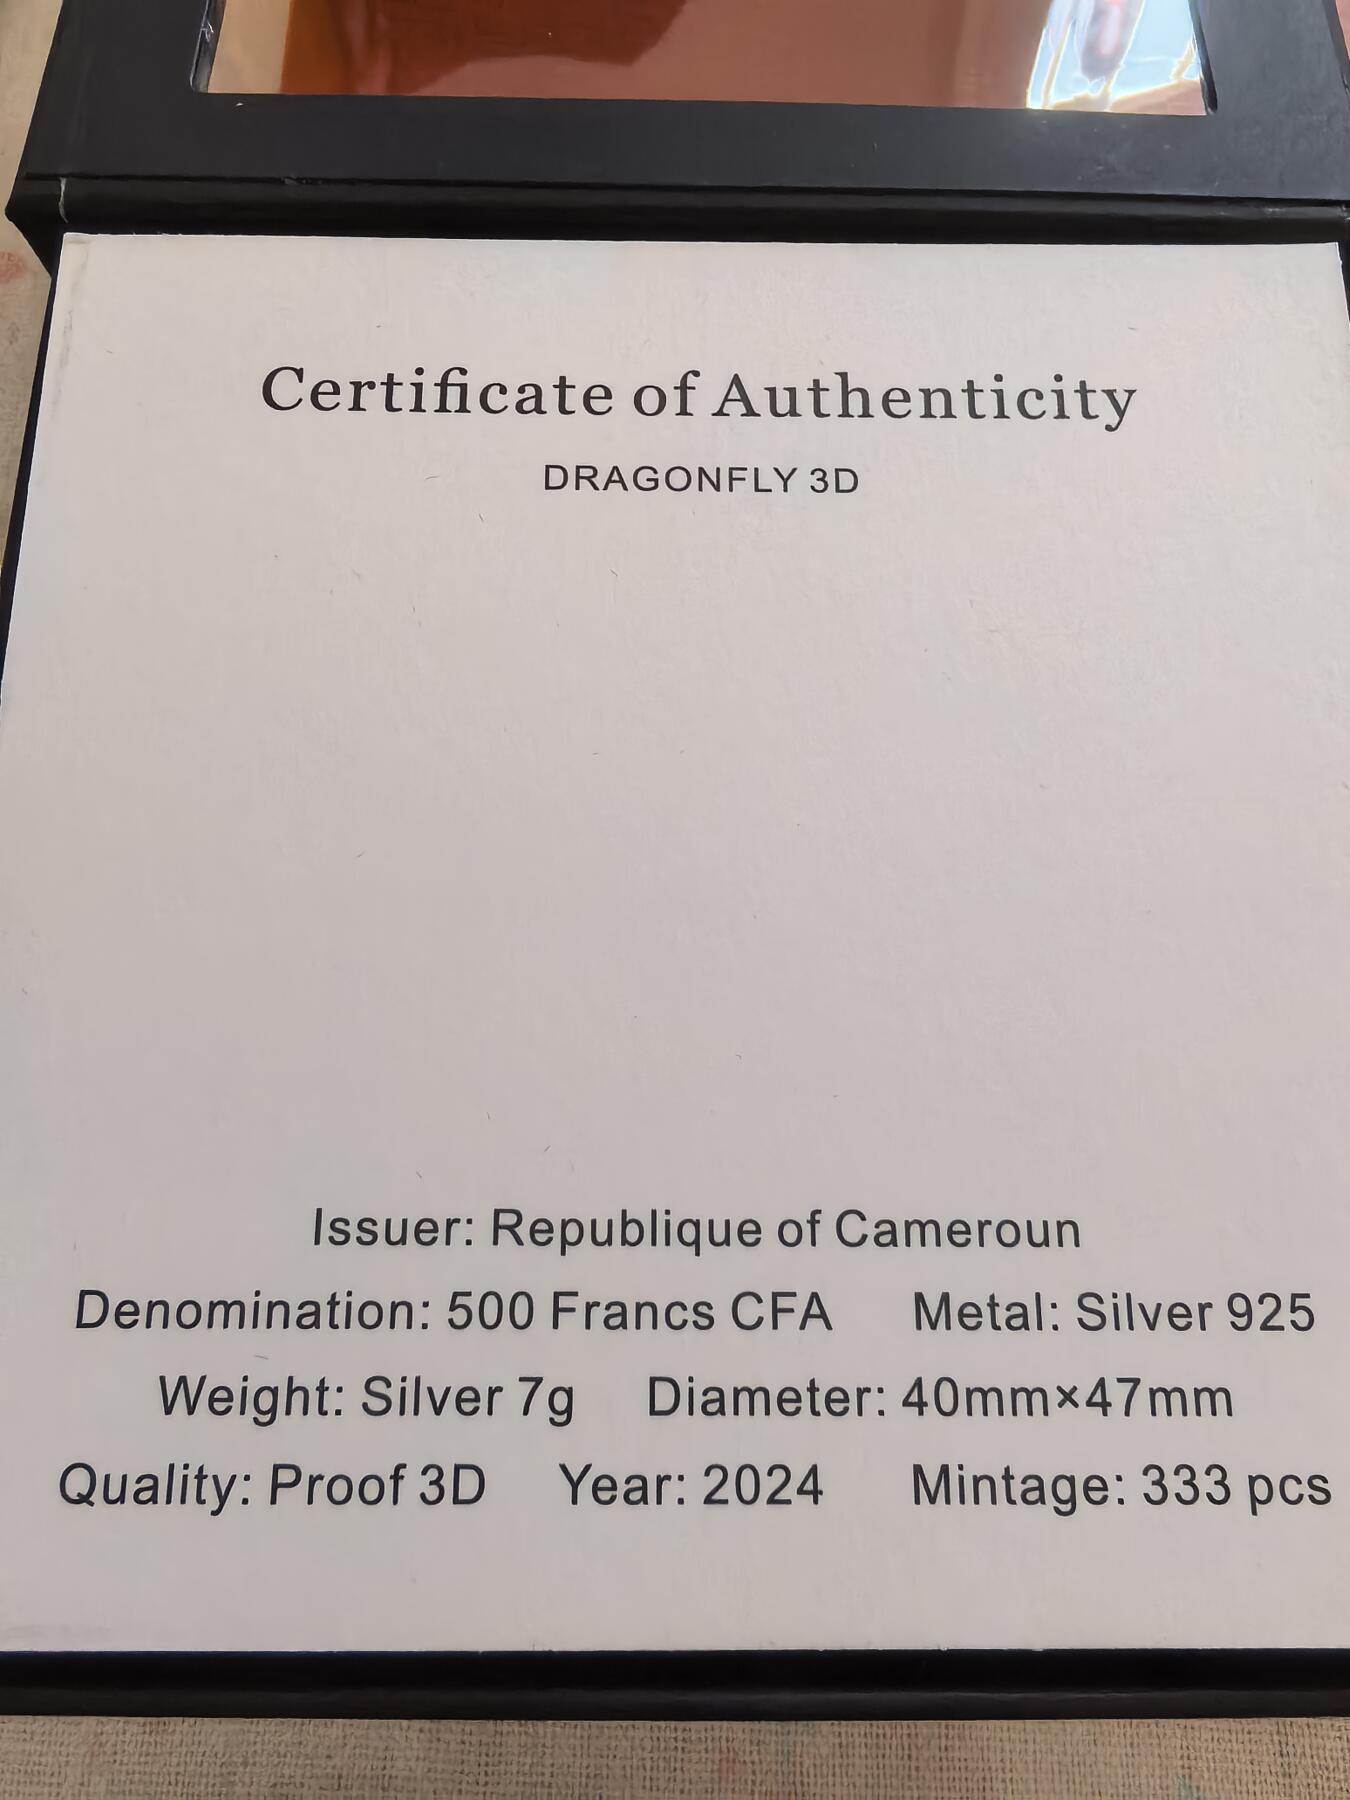 Certificate of Authenticity
DRAGONFLY 3D
Issuer: Republique of Cameroun
Denomination: 500 Francs CFA Metal: Silver 925
Weight: Silver 7g Diameter: 40mm×47mm
Quality: Proof 3D Year: 2024 Mintage: 333 pcs